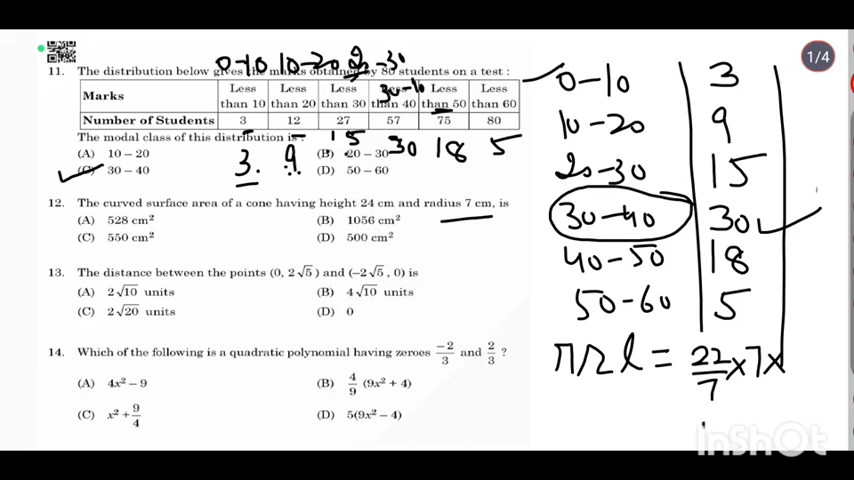 1/4
0-10 10-20 20-30
11. The distribution below gives the marks obtained by 80 students on a test :
30-40
Marks Less than 10 Less than 20 Less than 30 Less than 40 Less than 50 Less than 60
Number of Students 3 12 27 57 75 80
The modal class of this distribution is :
3. 9 15 30 18 5
(A) 10 – 20 (B) 20 – 30
(C) 30 – 40 (D) 50 – 60
12. The curved surface area of a cone having height 24 cm and radius 7 cm, is
(A) 528 cm² (B) 1056 cm²
(C) 550 cm² (D) 500 cm²
13. The distance between the points (0, 2√5) and (−2√5, 0) is
(A) 2√10 units (B) 4√10 units
(C) 2√20 units (D) 0
14. Which of the following is a quadratic polynomial having zeroes −2/3 and 2/3 ?
(A) 4x² – 9 (B) 4/9 (9x² + 4)
(C) x² + 9/4 (D) 5(9x² – 4)
0-10 3
10-20 9
20-30 15
30-40 30
40-50 18
50-60 5
πrl = 22/7 × 7 ×
InShOt